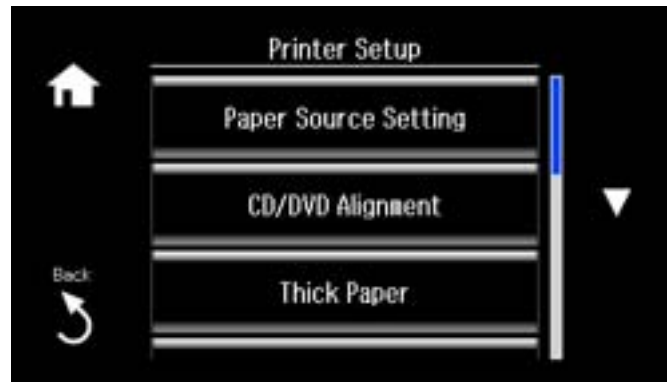 Printer Setup
Paper Source Setting
CD/DVD Alignment
Thick Paper
Back